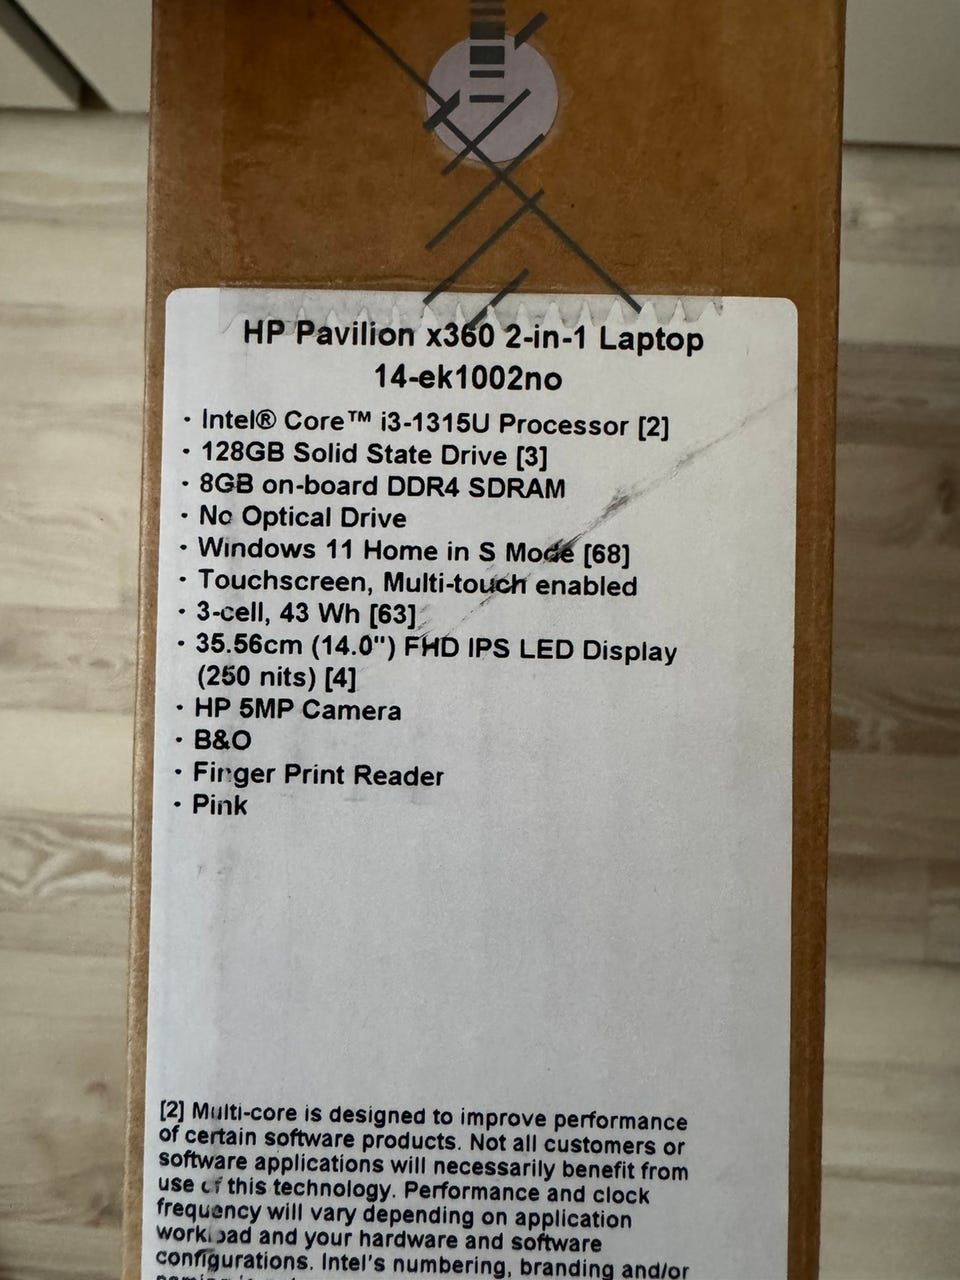 HP Pavilion x360 2-in-1 Laptop
14-ek1002no
· Intel® Core™ i3-1315U Processor [2]
· 128GB Solid State Drive [3]
· 8GB on-board DDR4 SDRAM
· No Optical Drive
· Windows 11 Home in S Mode [68]
· Touchscreen, Multi-touch enabled
· 3-cell, 43 Wh [63]
· 35.56cm (14.0") FHD IPS LED Display
(250 nits) [4]
· HP 5MP Camera
· B&O
· Finger Print Reader
· Pink
[2] Multi-core is designed to improve performance
of certain software products. Not all customers or
software applications will necessarily benefit from
use of this technology. Performance and clock
frequency will vary depending on application
workload and your hardware and software
configurations. Intel's numbering, branding and/or